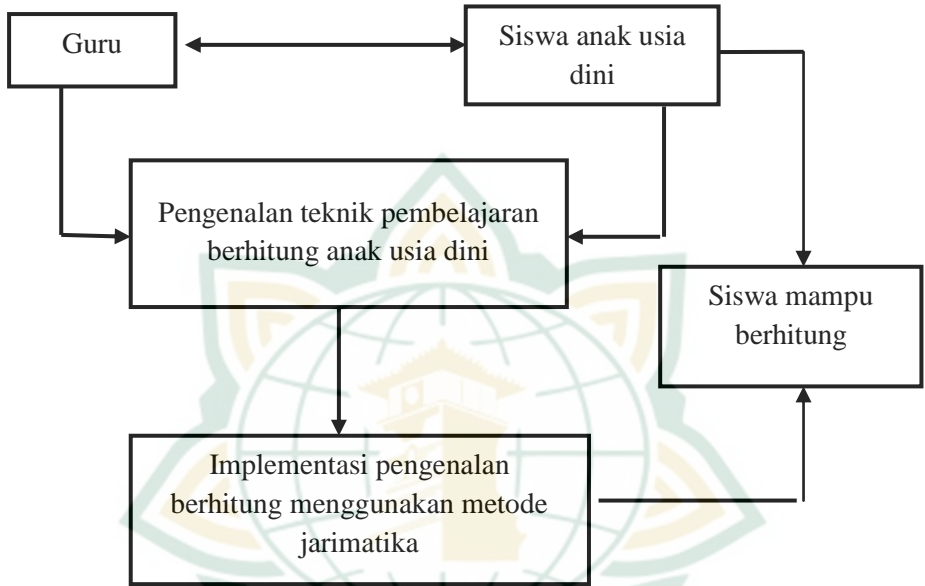 Guru
Siswa anak usia
dini
Pengenalan teknik pembelajaran
berhitung anak usia dini
Siswa mampu
berhitung
Implementasi pengenalan
berhitung menggunakan metode
jarimatika